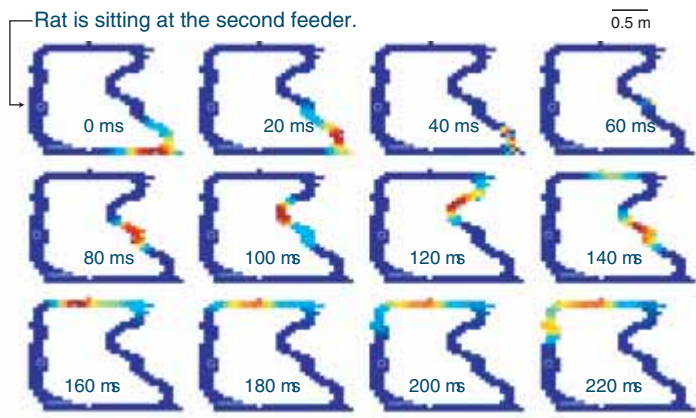 Rat is sitting at the second feeder.
0.5 m
0 ms
20 ms
40 ms
60 ms
80 ms
100 ms
120 ms
140 ms
160 ms
180 ms
200 ms
220 ms